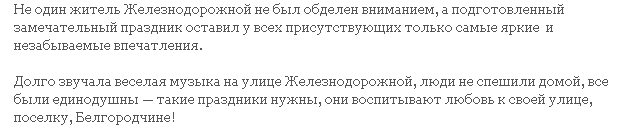 Не один житель Железнодорожной не был обделен вниманием, а подготовленный
замечательный праздник оставил у всех присутствующих только самые яркие и
незабываемые впечатления.
Долго звучала веселая музыка на улице Железнодорожной, люди не спешили домой, все
были единодушны — такие праздники нужны, они воспитывают любовь к своей улице,
поселку, Белгородчине!